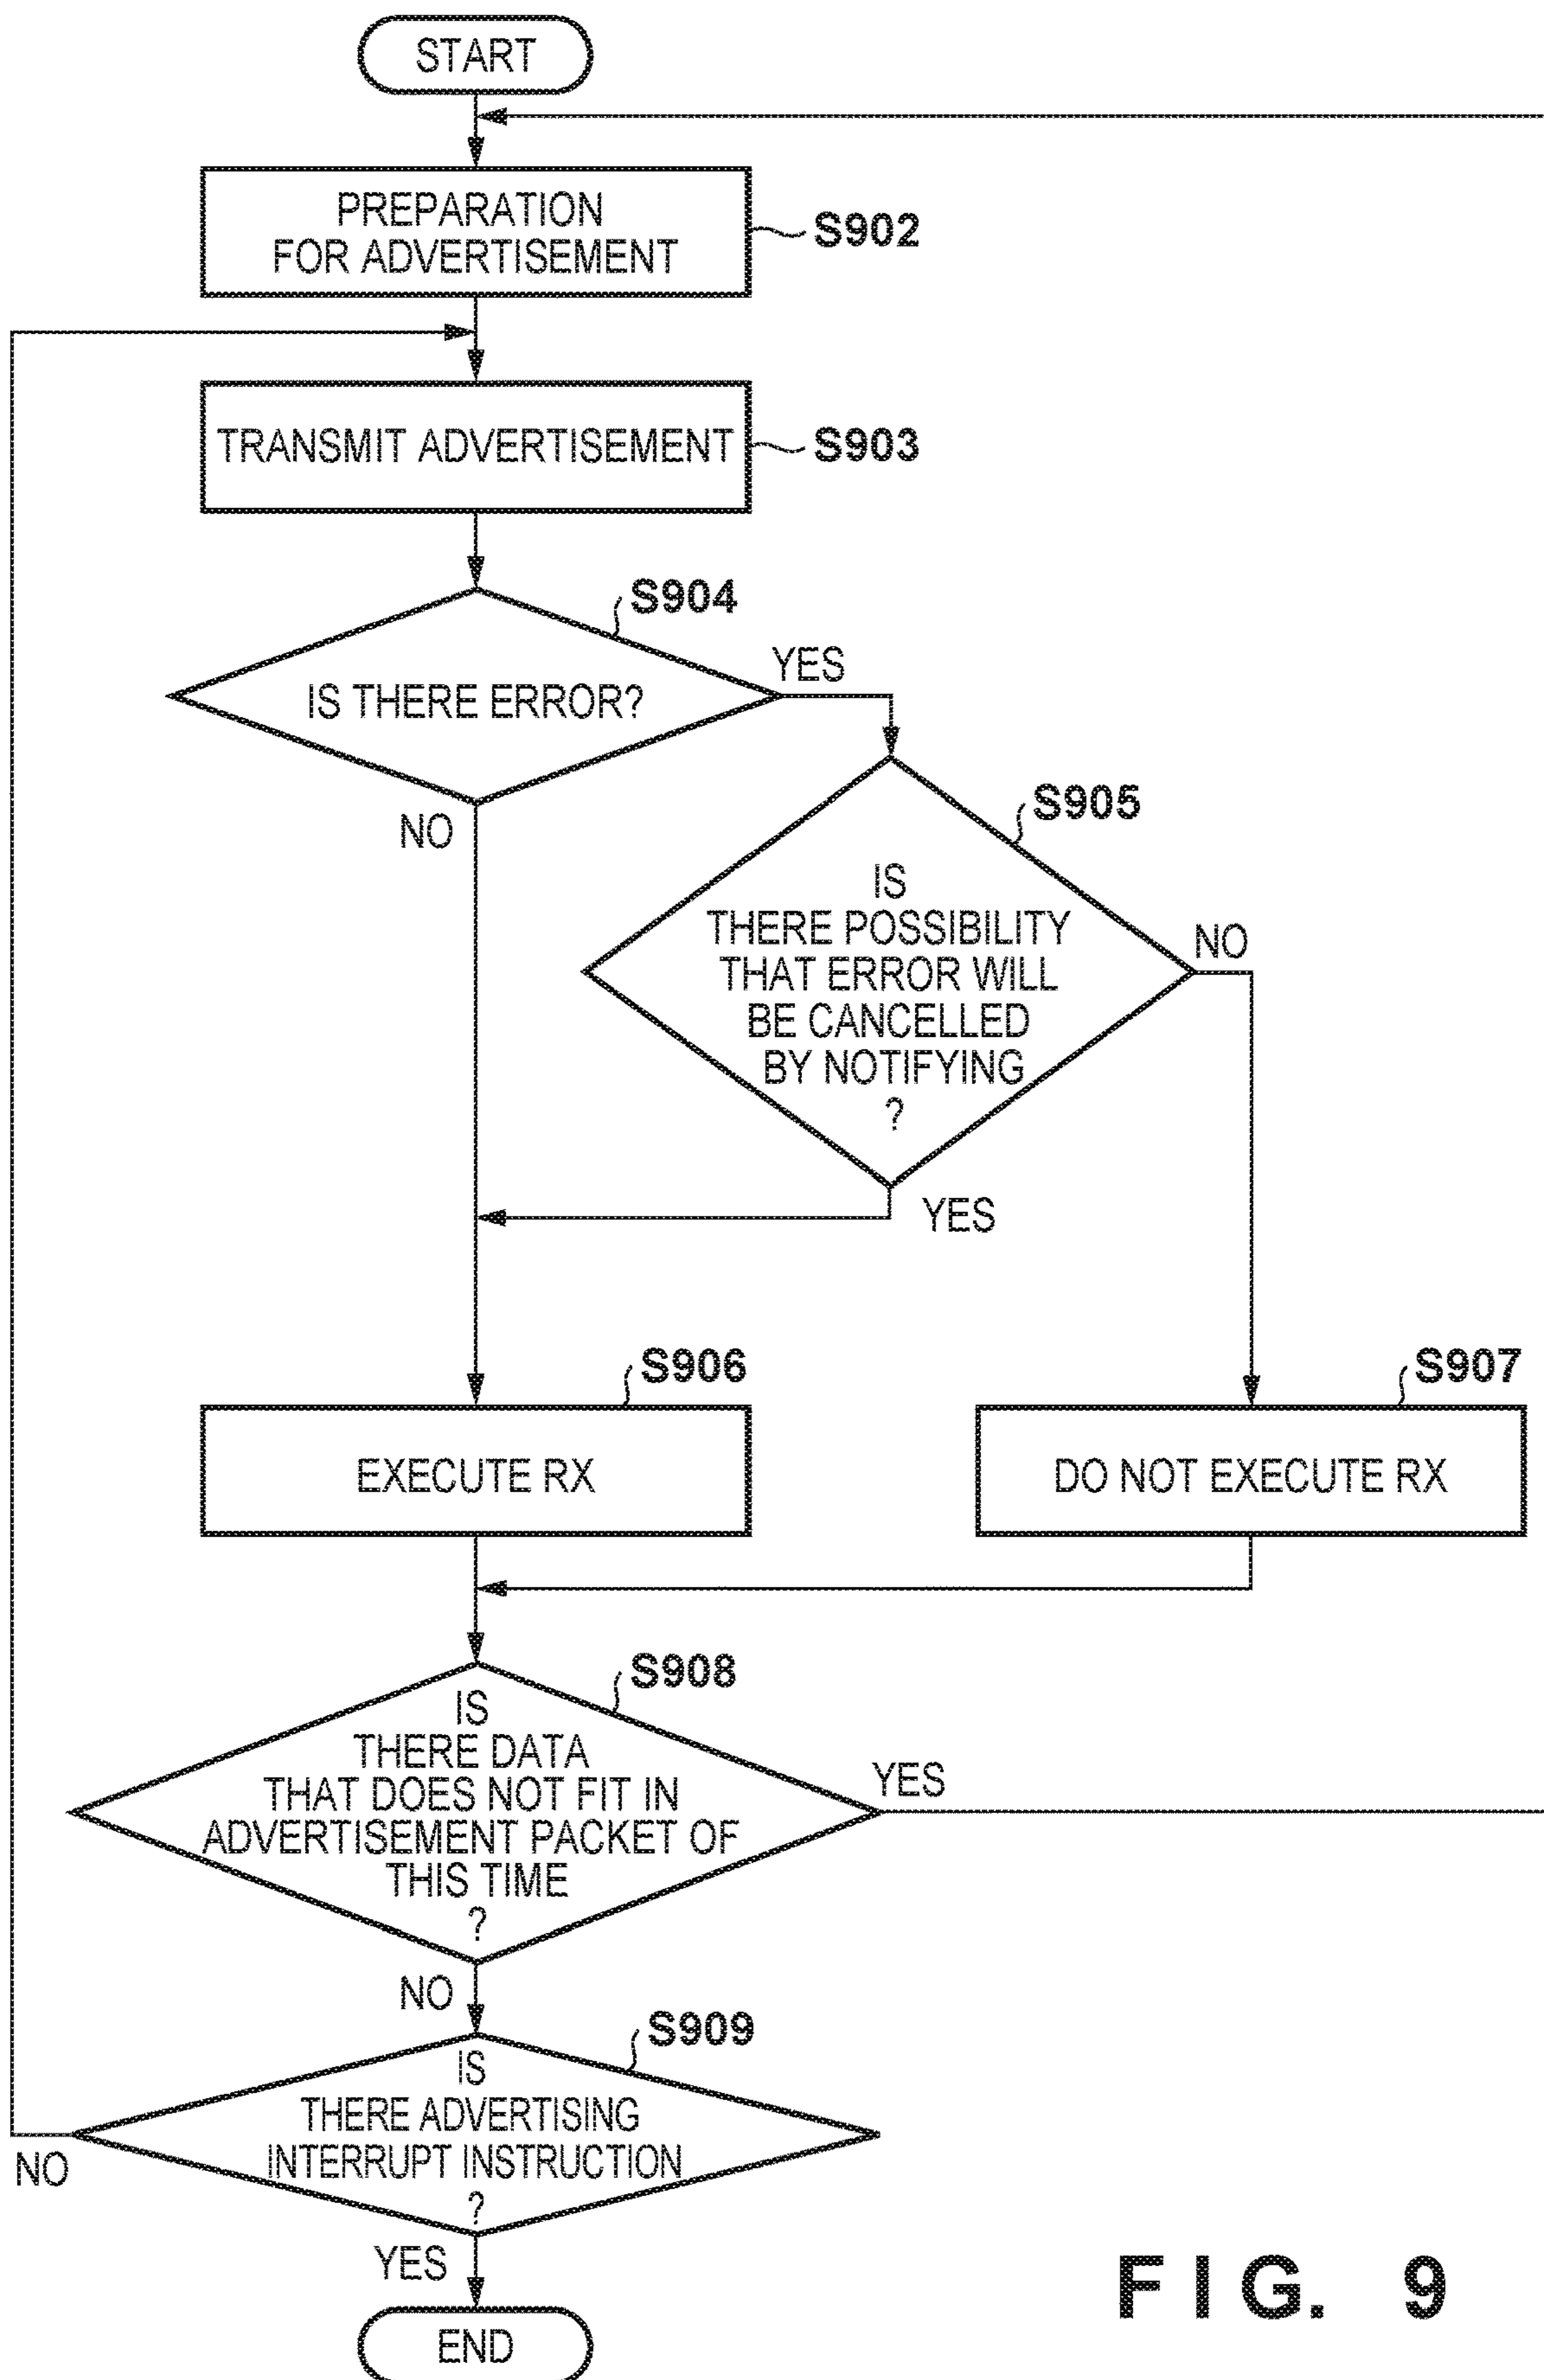 START
PREPARATION
FOR ADVERTISEMENT
S902
TRANSMIT ADVERTISEMENT
S903
S904
IS THERE ERROR?
YES
NO
S905
IS
THERE POSSIBILITY
THAT ERROR WILL
BE CANCELLED
BY NOTIFYING
?
NO
YES
S906
EXECUTE RX
S907
DO NOT EXECUTE RX
S908
IS
THERE DATA
THAT DOES NOT FIT IN
ADVERTISEMENT PACKET OF
THIS TIME
?
YES
NO
S909
IS
THERE ADVERTISING
INTERRUPT INSTRUCTION
?
NO
YES
END
FIG. 9